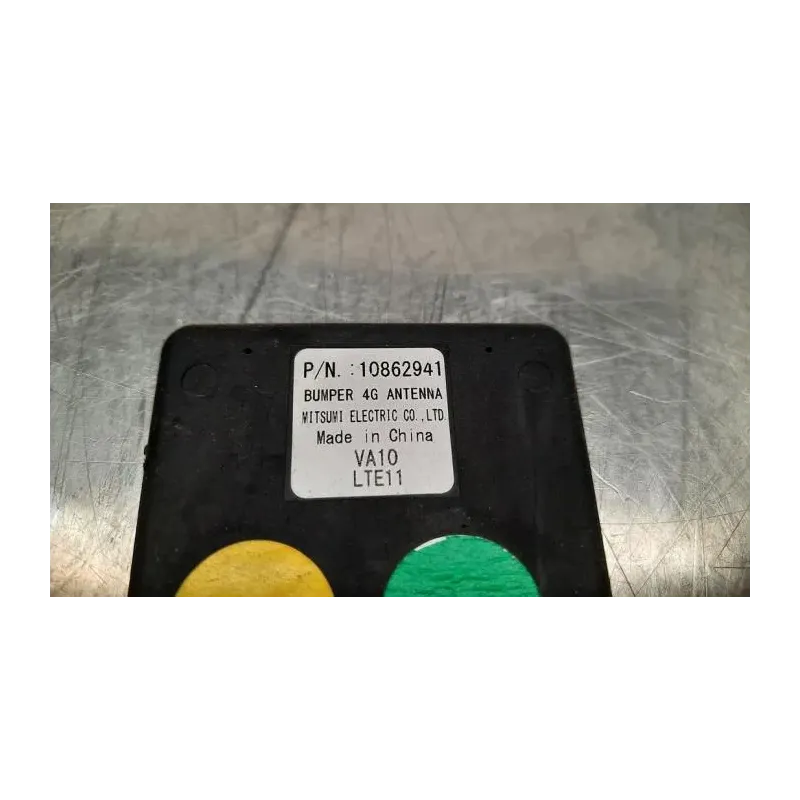 P/N. :10862941
BUMPER 4G ANTENNA
MITSUMI ELECTRIC CO.,LTD.
Made in China
VA10
LTE11